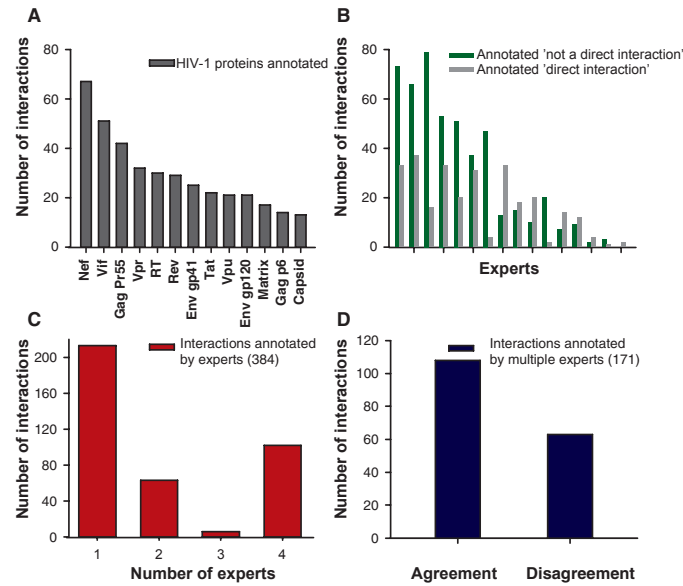 A
Number of interactions
80
60
40
20
0
HIV-1 proteins annotated
Nef
Vif
Gag Pr55
Vpr
RT
Rev
Env gp41
Tat
Vpu
Env gp120
Matrix
Gag p6
Capsid
B
Number of interactions
80
60
40
20
0
Annotated 'not a direct interaction'
Annotated 'direct interaction'
Experts
C
Number of interactions
200
160
120
80
40
0
Interactions annotated
by experts (384)
1 2 3 4
Number of experts
D
Number of interactions
120
100
80
60
40
20
0
Interactions annotated
by multiple experts (171)
Agreement Disagreement